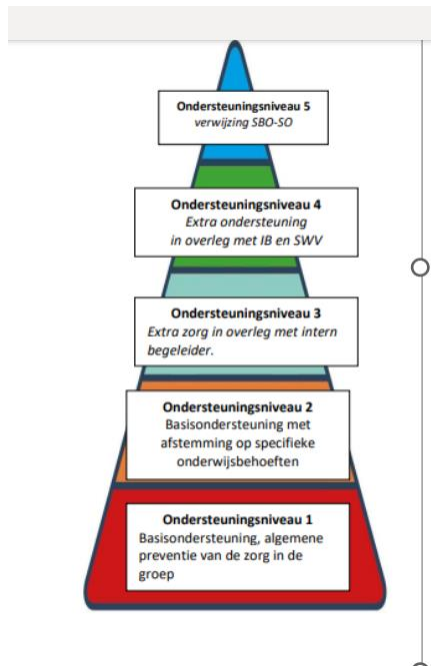 Ondersteuningsniveau 5
verwijzing SBO-SO
Ondersteuningsniveau 4
Extra ondersteuning
in overleg met IB en SWV
Ondersteuningsniveau 3
Extra zorg in overleg met intern
begeleider.
Ondersteuningsniveau 2
Basisondersteuning met
afstemming op specifieke
onderwijsbehoeften
Ondersteuningsniveau 1
Basisondersteuning, algemene
preventie van de zorg in de
groep